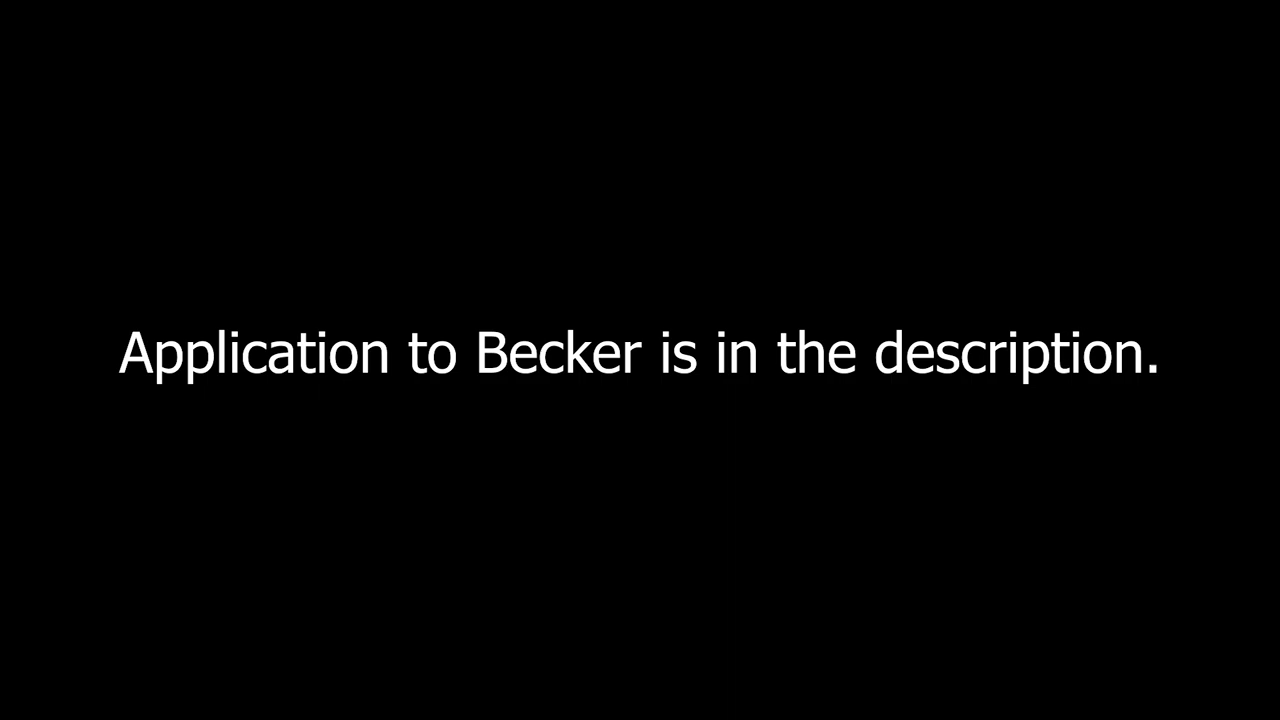 Application to Becker is in the description.